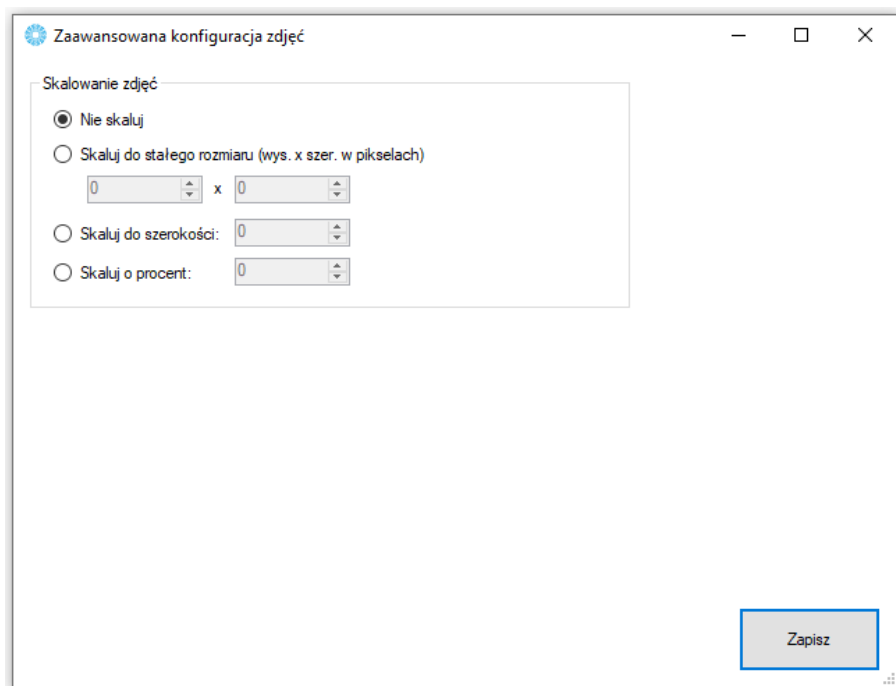 Zaawansowana konfiguracja zdjęć
Skalowanie zdjęć
Nie skaluj
Skaluj do stałego rozmiaru (wys. x szer. w pikselach)
0 x 0
Skaluj do szerokości: 0
Skaluj o procent: 0
Zapisz